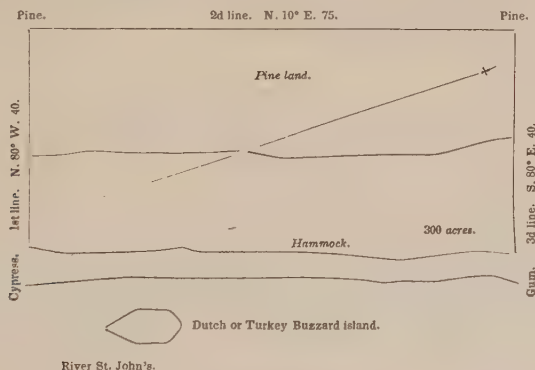 Pine. 2d line. N. 10° E. 75. Pine.
Pine land.
1st line. N. 80° W. 40.
3d line. S. 80° E. 40.
300 acres.
Hammock.
Cypress.
Gum.
Dutch or Turkey Buzzard island.
River St. John's.